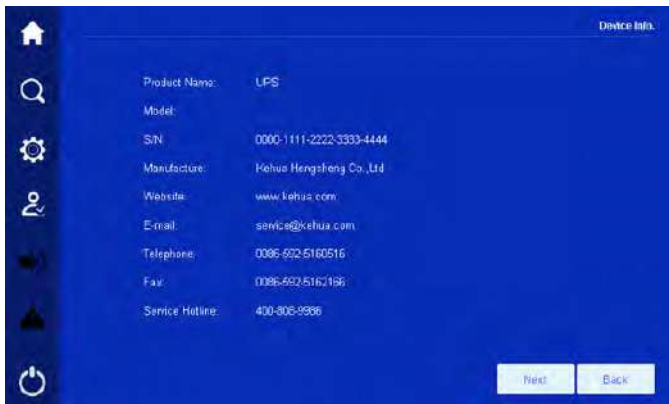 Device Info.
Product Name: UPS
Model:
S/N: 0000-1111-2222-3333-4444
Manufacture: Kehua Hengsheng Co.,Ltd
Website: www.kehua.com
E-mail: service@kehua.com
Telephone: 0086-592-5160516
Fax: 0086-592-5162166
Service Hotline: 400-808-9986
Next Back